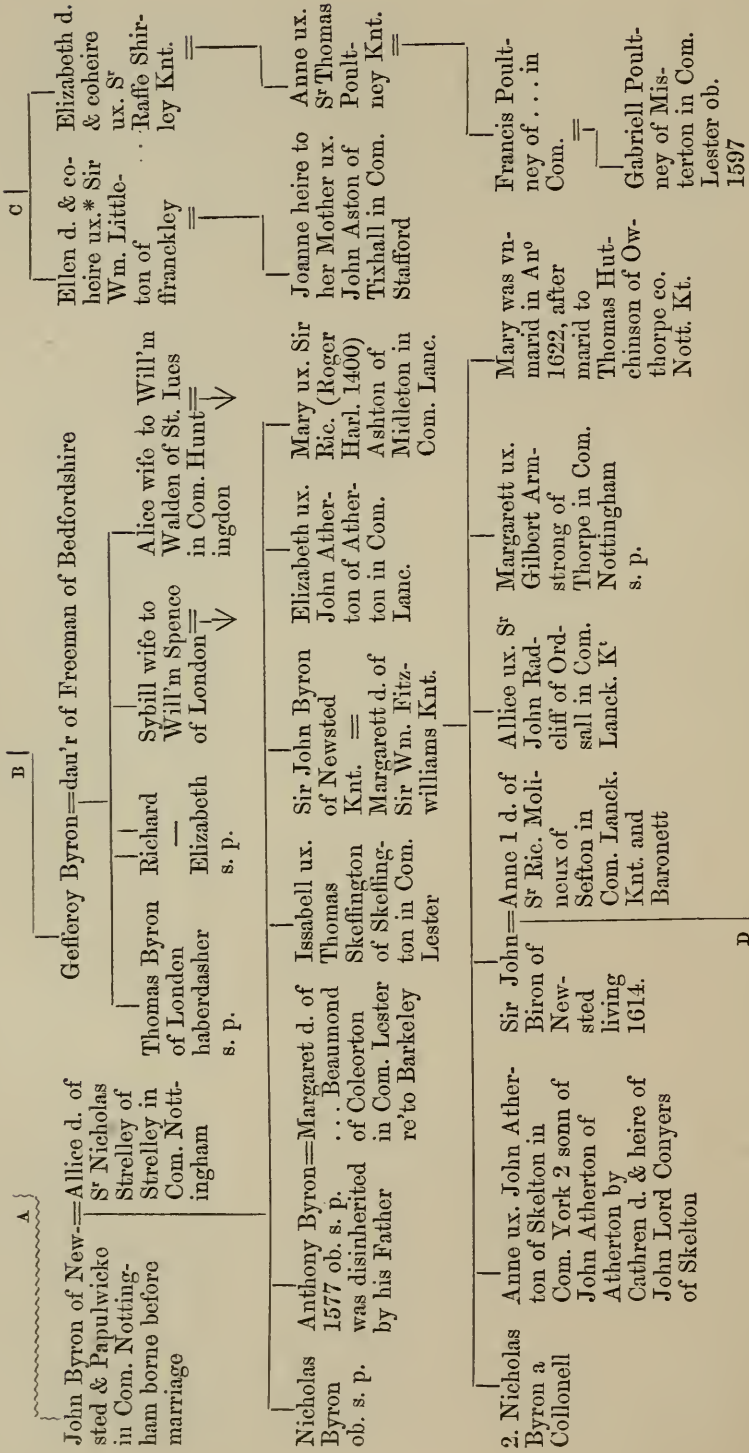 A
John Byron of New-=Allice d. of
sted & Papulwicke
in Com. Notting-
ham borne before
marriage
Sr Nicholas
Strelley of
Strelley in
Com. Nott-
ingham
B
Gefferoy Byron=dau'r of Freeman of Bedfordshire
Thomas Byron
of London
haberdasher
s. p.
Richard
—
Elizabeth
s. p.
Sybill wife to
Will'm Spence
of London=
Alice wife to Will'm
Walden of St. Iues
in Com. Hunt=
ingdon
C
Ellen d. & co-
heire ux.* Sir
Wm. Little-
ton of
ffranckley
=
Elizabeth d.
& coheire
ux. Sr
Raffe Shir-
ley Knt.
=
Joanne heire to
her Mother ux.
John Aston of
Tixhall in Com.
Stafford
Anne ux.
Sr Thomas
Poult-
ney Knt.
=
Francis Poult-
ney of ... in
Com.
=
Gabriell Poult-
ney of Mis-
terton in Com.
Lester ob.
1597
Nicholas
Byron
ob. s. p.
Anthony Byron=Margaret d. of
1577 ob. s. p.
was disinherited
by his Father
... Beaumond
of Coleorton
in Com. Lester
re'to Barkeley
Issabell ux.
Thomas
Skeffington
of Skeffing-
ton in Com.
Lester
Sir John Byron
of Newsted
Knt. =
Margarett d. of
Sir Wm. Fitz-
williams Knt.
Elizabeth ux.
John Ather-
ton of Ather-
ton in Com.
Lanc.
Mary ux. Sir
Ric. (Roger
Harl. 1400)
Ashton of
Midleton in
Com. Lanc.
2. Nicholas
Byron a
Collonell
Anne ux. John Ather-
ton of Skelton in
Com. York 2 sonn of
John Atherton of
Atherton by
Cathren d. & heire of
John Lord Conyers
of Skelton
Sir John=Anne 1 d. of
Biron of
New-
sted
living
1614.
Sr Ric. Moli-
neux of
Sefton in
Com. Lanck.
Knt. and
Baronett
Allice ux. Sr
John Rad-
cliff of Ord-
sall in Com.
Lanck. Kt
Margarett ux.
Gilbert Arm-
strong of
Thorpe in Com.
Nottingham
s. p.
Mary was vn-
marid in Ano
1622, after
marid to
Thomas Hut-
chinson of Ow-
thorpe co.
Nott. Kt.
D